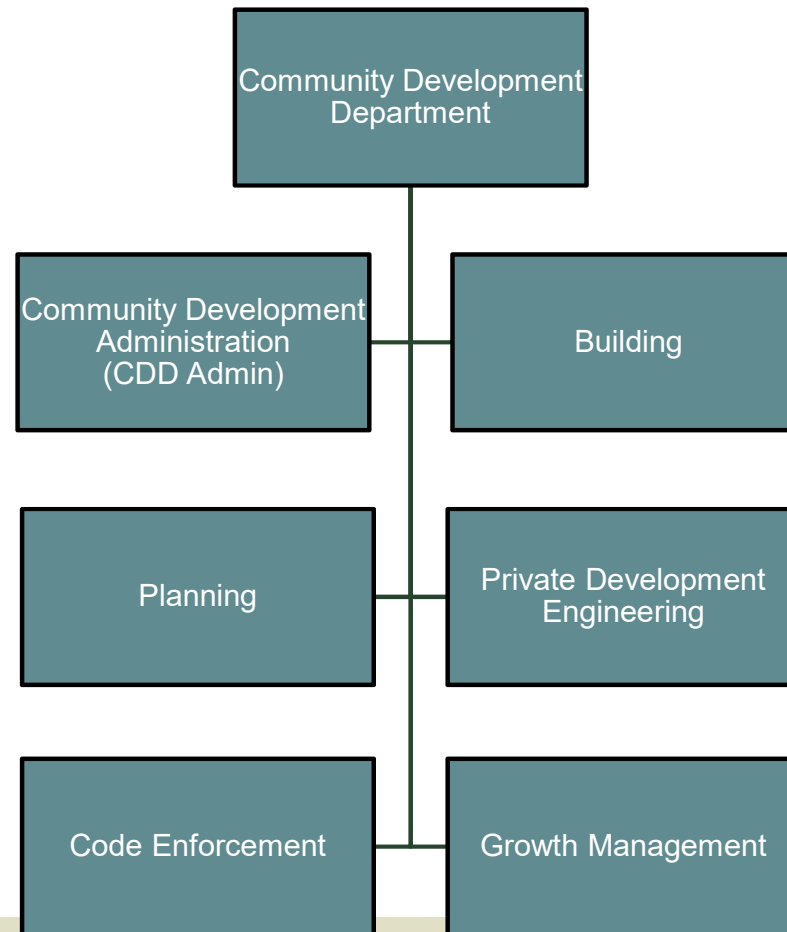 Community Development
Department
Community Development
Administration
(CDD Admin)
Building
Planning
Private Development
Engineering
Code Enforcement
Growth Management